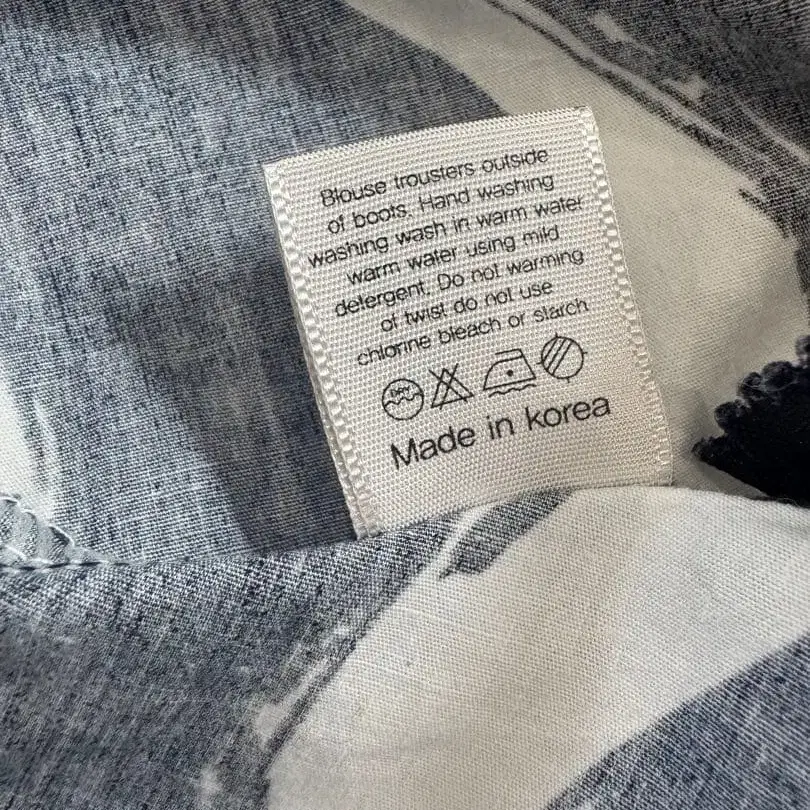 Blouse trousters outside
of boots. Hand washing
washing wash in warm water
warm water using mild
detergent. Do not warming
of twist do not use
chlorine bleach or starch
Made in korea